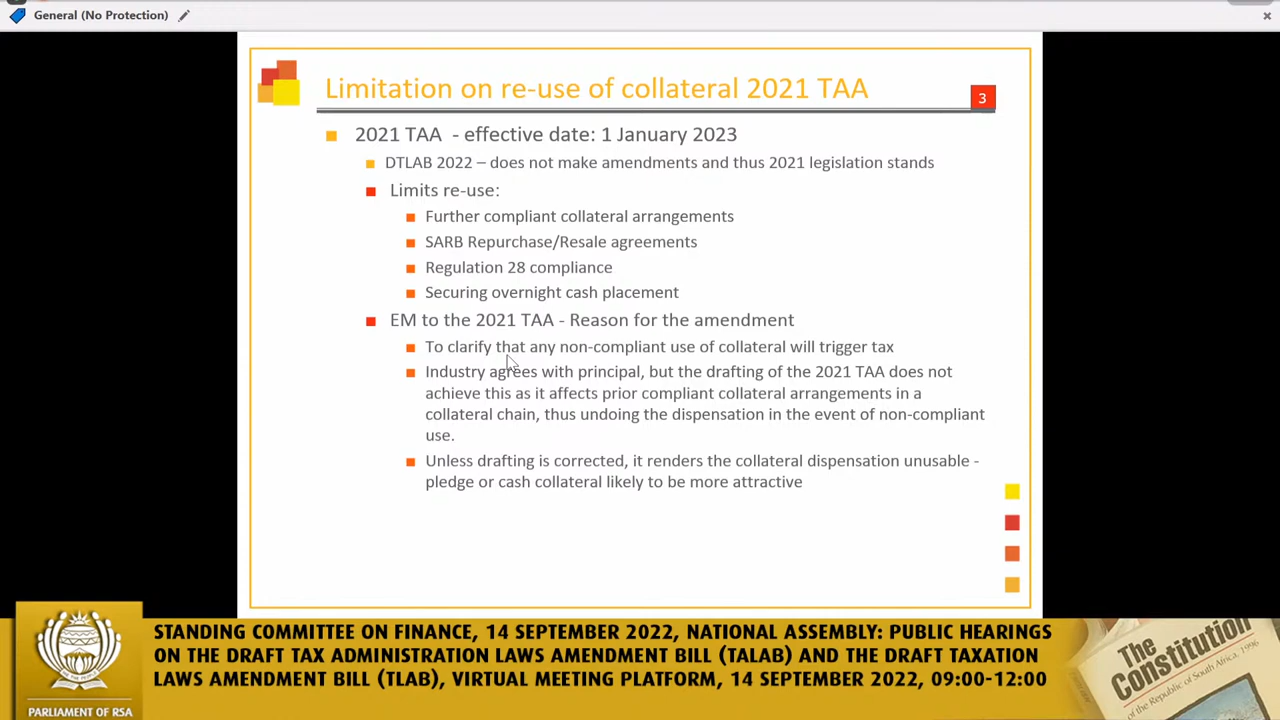 General (No Protection)
Limitation on re-use of collateral 2021 TAA
3
2021 TAA - effective date: 1 January 2023
DTLAB 2022 – does not make amendments and thus 2021 legislation stands
Limits re-use:
Further compliant collateral arrangements
SARB Repurchase/Resale agreements
Regulation 28 compliance
Securing overnight cash placement
EM to the 2021 TAA - Reason for the amendment
To clarify that any non-compliant use of collateral will trigger tax
Industry agrees with principal, but the drafting of the 2021 TAA does not
achieve this as it affects prior compliant collateral arrangements in a
collateral chain, thus undoing the dispensation in the event of non-compliant
use.
Unless drafting is corrected, it renders the collateral dispensation unusable -
pledge or cash collateral likely to be more attractive
STANDING COMMITTEE ON FINANCE, 14 SEPTEMBER 2022, NATIONAL ASSEMBLY: PUBLIC HEARINGS
ON THE DRAFT TAX ADMINISTRATION LAWS AMENDMENT BILL (TALAB) AND THE DRAFT TAXATION
LAWS AMENDMENT BILL (TLAB), VIRTUAL MEETING PLATFORM, 14 SEPTEMBER 2022, 09:00-12:00
PARLIAMENT OF RSA
The
Constitution
of the Republic of South Africa, 1996